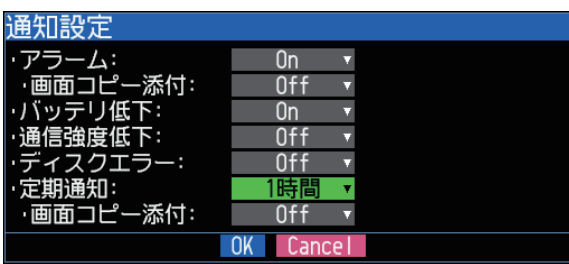 通知設定
･アラーム: On ▼
･画面コピー添付: Off ▼
･バッテリ低下: On ▼
･通信強度低下: Off ▼
･ディスクエラー: Off ▼
･定期通知: 1時間 ▼
･画面コピー添付: Off ▼
OK Cancel